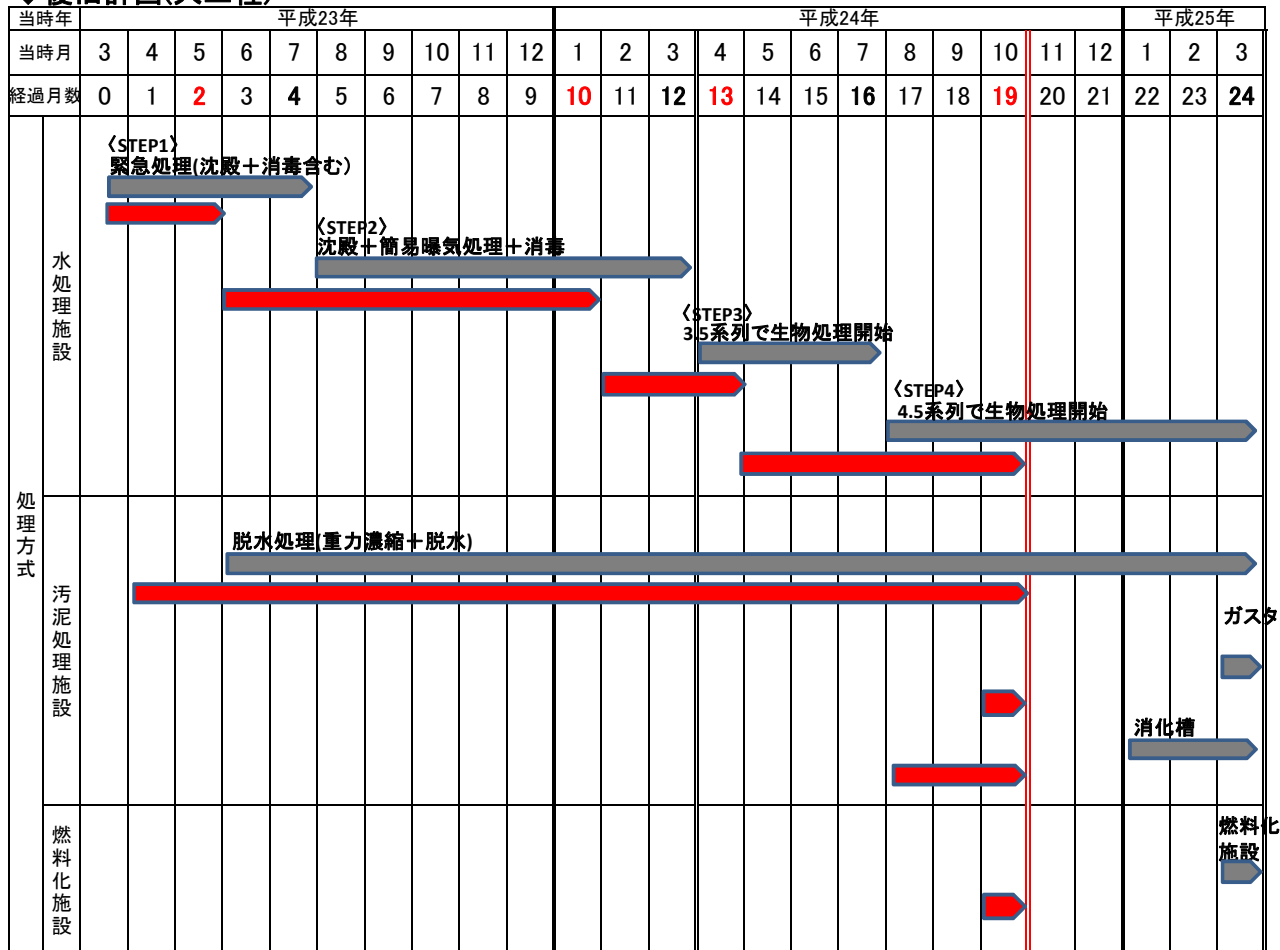 当時年 平成23年 平成24年 平成25年
当時月 3 4 5 6 7 8 9 10 11 12 1 2 3 4 5 6 7 8 9 10 11 12 1 2 3
経過月数 0 1 2 3 4 5 6 7 8 9 10 11 12 13 14 15 16 17 18 19 20 21 22 23 24
処理方式
水処理施設
〈STEP1〉
緊急処理(沈殿+消毒含む)
〈STEP2〉
沈殿+簡易曝気処理+消毒
〈STEP3〉
3.5系列で生物処理開始
〈STEP4〉
4.5系列で生物処理開始
汚泥処理施設
脱水処理(重力濃縮+脱水)
ガスタ
消化槽
燃料化施設
燃料化
施設